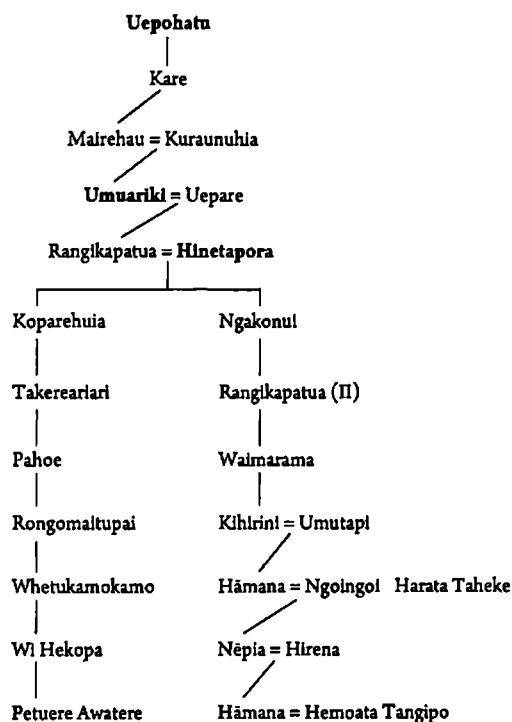 Uepohatu
Kare
Mairehau = Kuraunuhia
Umuariki = Uepare
Rangikapatua = Hinetapora
Koparehuia Ngakonui
Takereariari Rangikapatua (II)
Pahoe Waimarama
Rongomaitupai Kihirini = Umutapi
Whetukamokamo Hāmana = Ngoingoi Harata Taheke
Wi Hekopa Nēpia = Hirena
Petuere Awatere Hāmana = Hemoata Tangipo